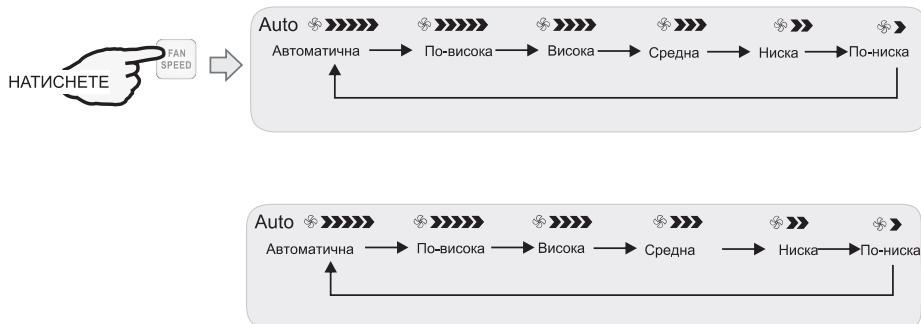 Auto
Автоматична По-висока Висока Средна Ниска По-ниска
FAN
SPEED
НАТИСНЕТЕ
Auto
Автоматична По-висока Висока Средна Ниска По-ниска